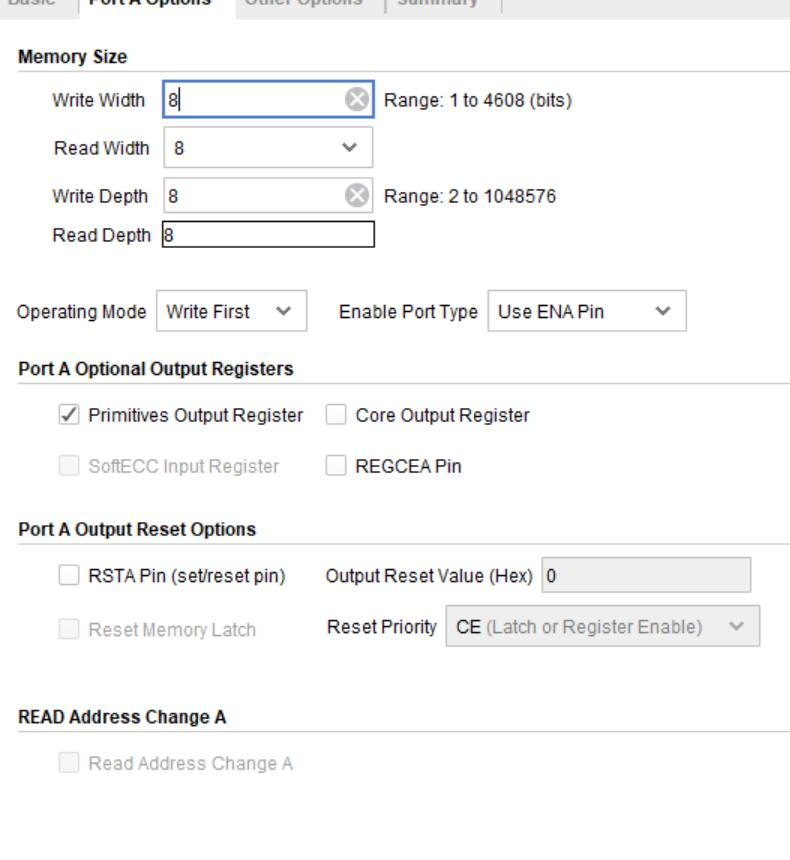 Basic Port A Options Other Options Summary
Memory Size
Write Width 8 Range: 1 to 4608 (bits)
Read Width 8
Write Depth 8 Range: 2 to 1048576
Read Depth 8
Operating Mode Write First Enable Port Type Use ENA Pin
Port A Optional Output Registers
Primitives Output Register Core Output Register
SoftECC Input Register REGCEA Pin
Port A Output Reset Options
RSTA Pin (set/reset pin) Output Reset Value (Hex) 0
Reset Memory Latch Reset Priority CE (Latch or Register Enable)
READ Address Change A
Read Address Change A